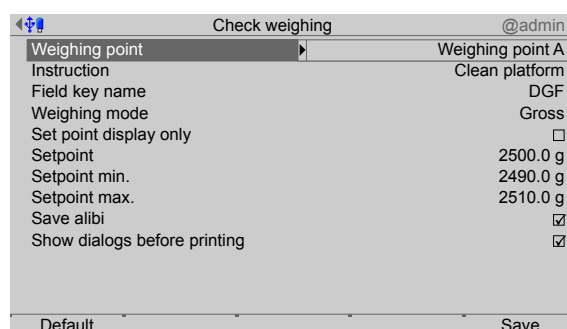 Check weighing @admin
Weighing point Weighing point A
Instruction Clean platform
Field key name DGF
Weighing mode Gross
Set point display only
Setpoint 2500.0 g
Setpoint min. 2490.0 g
Setpoint max. 2510.0 g
Save alibi
Show dialogs before printing
Default Save